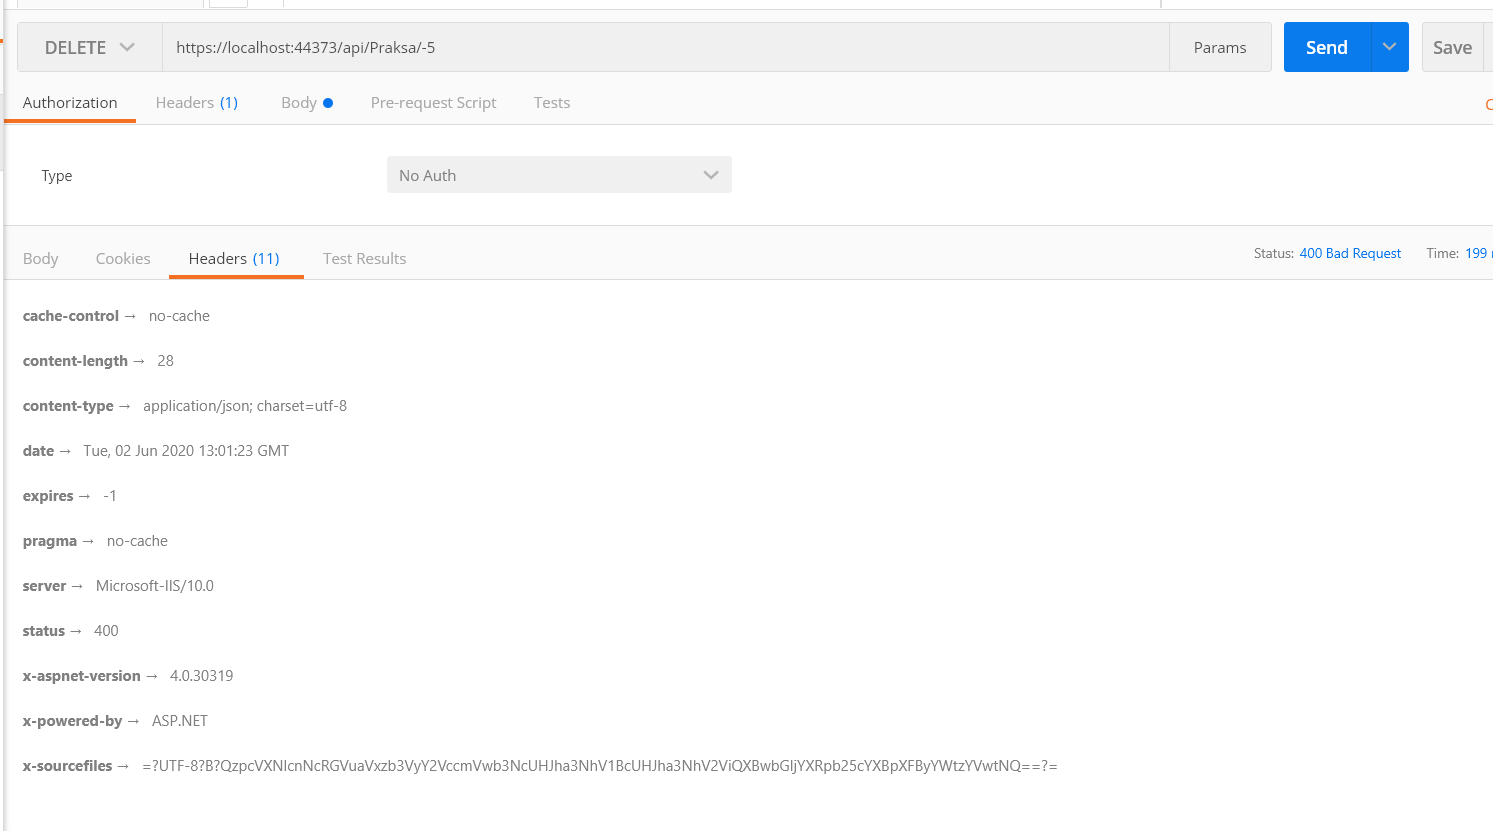 DELETE https://localhost:44373/api/Praksa/-5 Params Send Save
Authorization Headers (1) Body Pre-request Script Tests
Type No Auth
Body Cookies Headers (11) Test Results Status: 400 Bad Request Time: 199
cache-control → no-cache
content-length → 28
content-type → application/json; charset=utf-8
date → Tue, 02 Jun 2020 13:01:23 GMT
expires → -1
pragma → no-cache
server → Microsoft-IIS/10.0
status → 400
x-aspnet-version → 4.0.30319
x-powered-by → ASP.NET
x-sourcefiles → =?UTF-8?B?QzpcVXNlcnNcRGVuaVxzb3VyY2VccmVwb3NcUHJha3NhV1BcUHJha3NhV2ViQXBwbGljYXRpb25cYXBpXFByYWtzYVwtNQ==?=